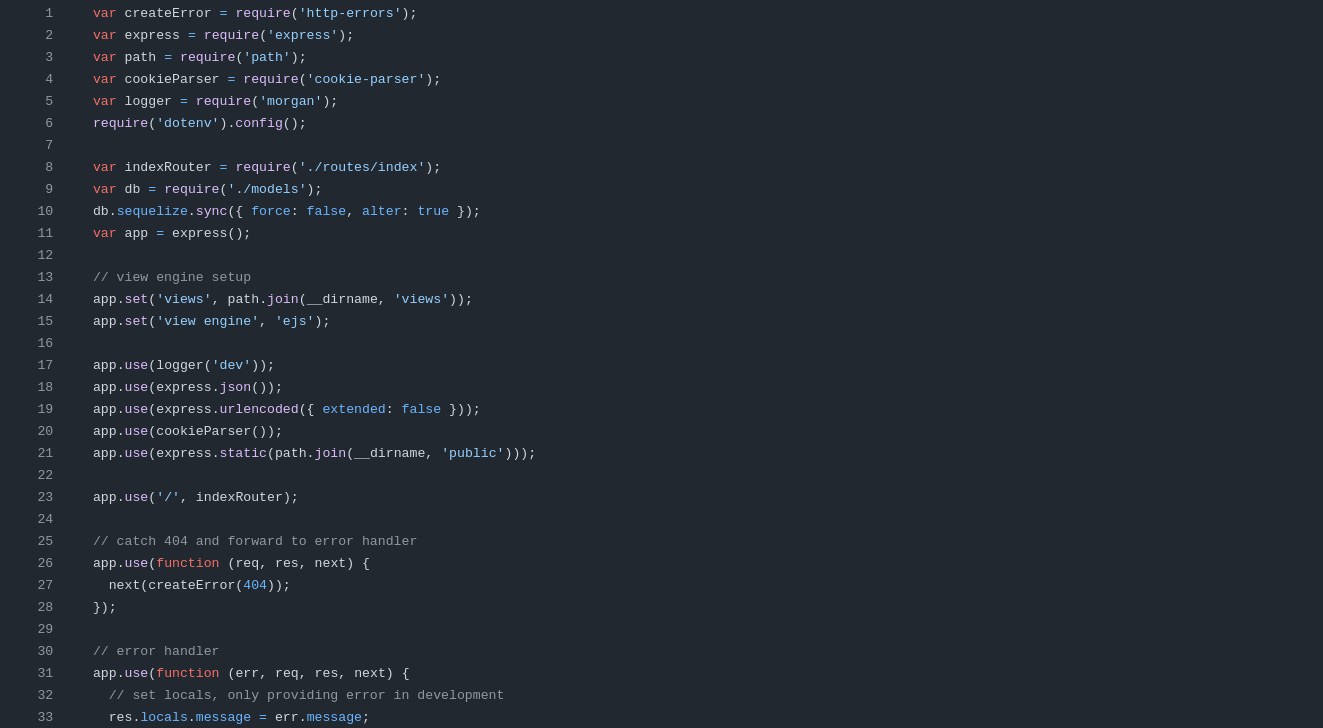 1 var createError = require('http-errors');
2 var express = require('express');
3 var path = require('path');
4 var cookieParser = require('cookie-parser');
5 var logger = require('morgan');
6 require('dotenv').config();
7
8 var indexRouter = require('./routes/index');
9 var db = require('./models');
10 db.sequelize.sync({ force: false, alter: true });
11 var app = express();
12
13 // view engine setup
14 app.set('views', path.join(__dirname, 'views'));
15 app.set('view engine', 'ejs');
16
17 app.use(logger('dev'));
18 app.use(express.json());
19 app.use(express.urlencoded({ extended: false }));
20 app.use(cookieParser());
21 app.use(express.static(path.join(__dirname, 'public')));
22
23 app.use('/', indexRouter);
24
25 // catch 404 and forward to error handler
26 app.use(function (req, res, next) {
27   next(createError(404));
28 });
29
30 // error handler
31 app.use(function (err, req, res, next) {
32   // set locals, only providing error in development
33   res.locals.message = err.message;